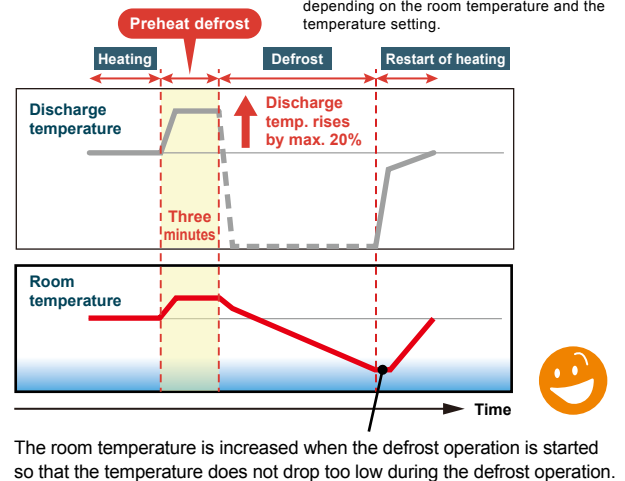 depending on the room temperature and the
temperature setting.
Preheat defrost
Heating
Defrost
Restart of heating
Discharge
temperature
Discharge
temp. rises
by max. 20%
Three
minutes
Room
temperature
Time
The room temperature is increased when the defrost operation is started
so that the temperature does not drop too low during the defrost operation.